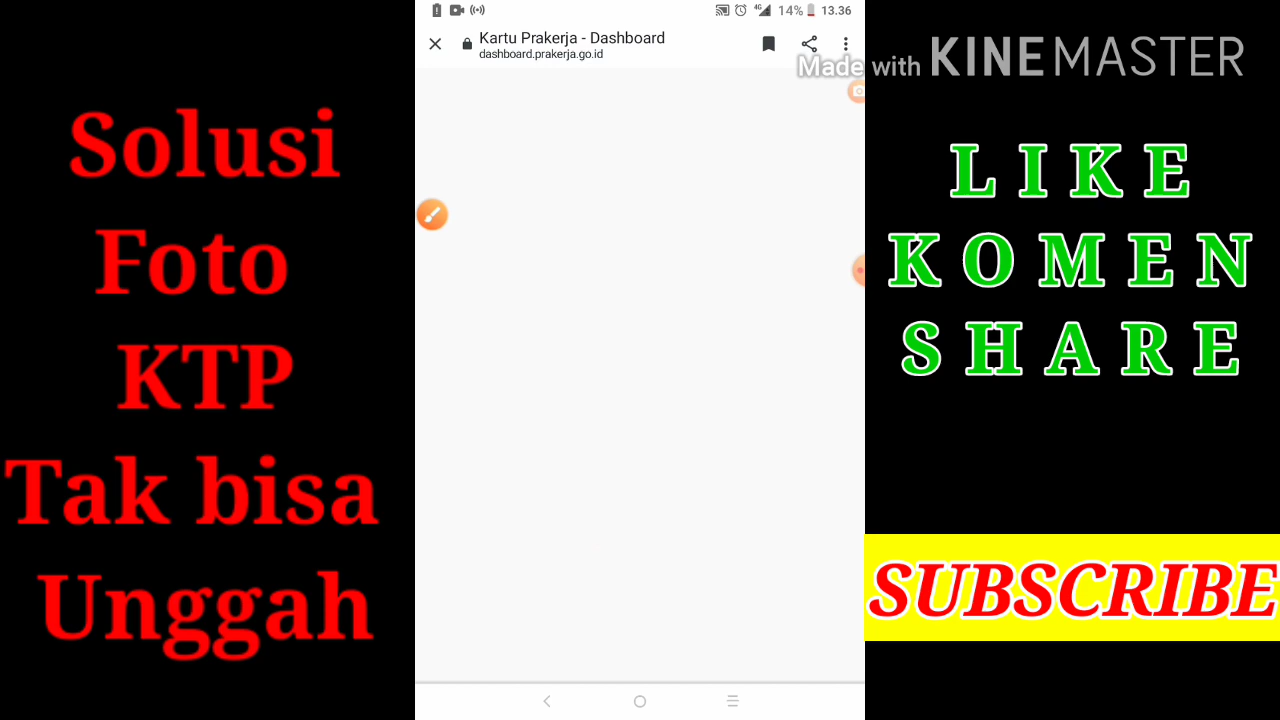 Solusi
Foto
KTP
Tak bisa
Unggah
4G 14% 13.36
Kartu Prakerja - Dashboard
dashboard.prakerja.go.id
Made with KINEMASTER
LIKE
KOMEN
SHARE
SUBSCRIBE